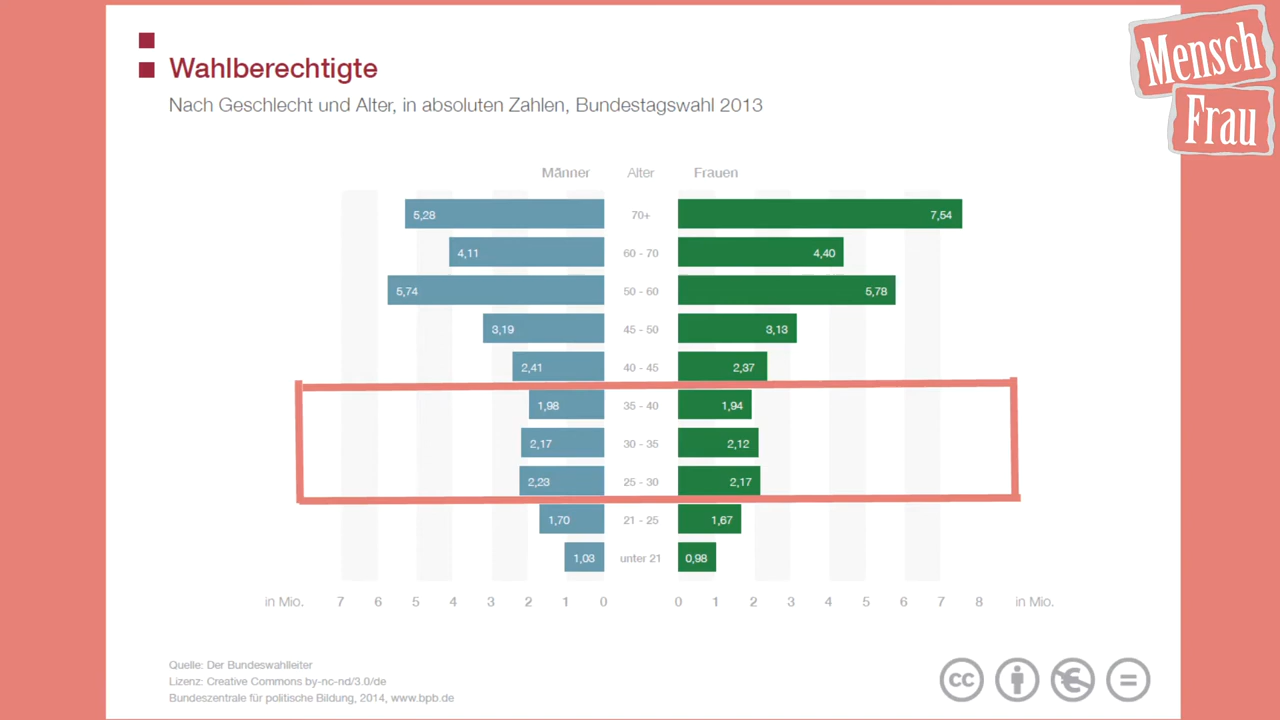 Mensch
Frau
Wahlberechtigte
Nach Geschlecht und Alter, in absoluten Zahlen, Bundestagswahl 2013
Männer Alter Frauen
5,28 70+ 7,54
4,11 60 - 70 4,40
5,74 50 - 60 5,78
3,19 45 - 50 3,13
2,41 40 - 45 2,37
1,98 35 - 40 1,94
2,17 30 - 35 2,12
2,23 25 - 30 2,17
1,70 21 - 25 1,67
1,03 unter 21 0,98
in Mio. 7 6 5 4 3 2 1 0 0 1 2 3 4 5 6 7 8 in Mio.
Quelle: Der Bundeswahlleiter
Lizenz: Creative Commons by-nc-nd/3.0/de
Bundeszentrale für politische Bildung, 2014, www.bpb.de
cc € =